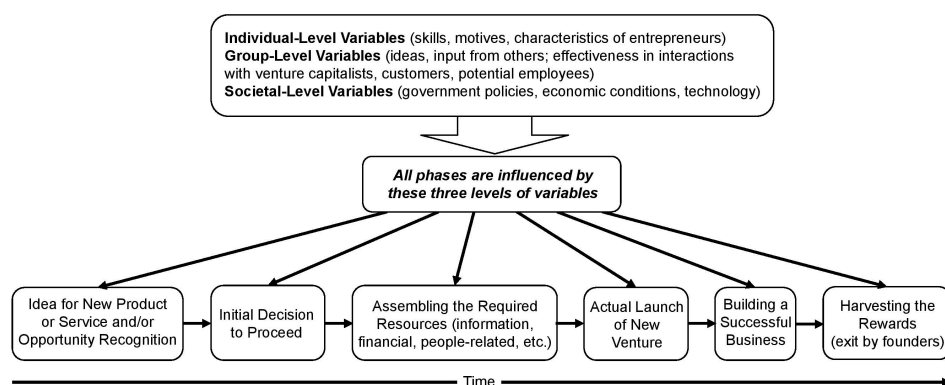 Individual-Level Variables (skills, motives, characteristics of entrepreneurs)
Group-Level Variables (ideas, input from others; effectiveness in interactions
with venture capitalists, customers, potential employees)
Societal-Level Variables (government policies, economic conditions, technology)
All phases are influenced by
these three levels of variables
Idea for New Product
or Service and/or
Opportunity Recognition
Initial Decision
to Proceed
Assembling the Required
Resources (information,
financial, people-related, etc.)
Actual Launch
of New
Venture
Building a
Successful
Business
Harvesting the
Rewards
(exit by founders)
Time